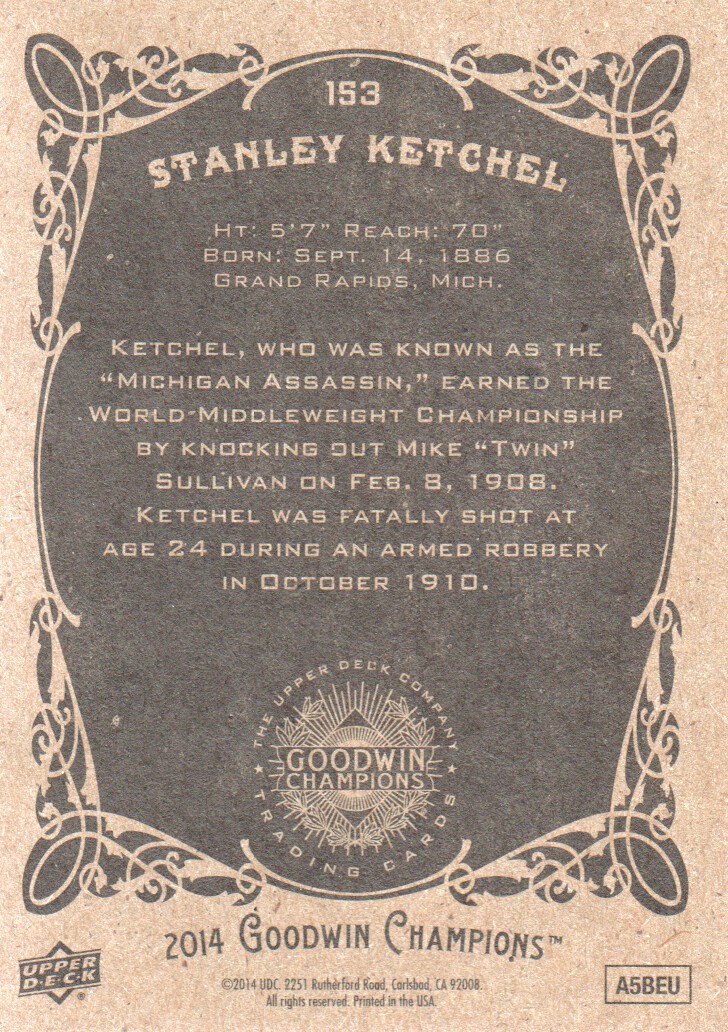 153
STANLEY KETCHEL
HT: 5'7" REACH: 70"
BORN: SEPT. 14, 1886
GRAND RAPIDS, MICH.
KETCHEL, WHO WAS KNOWN AS THE
"MICHIGAN ASSASSIN," EARNED THE
WORLD MIDDLEWEIGHT CHAMPIONSHIP
BY KNOCKING OUT MIKE "TWIN"
SULLIVAN ON FEB. 8, 1908.
KETCHEL WAS FATALLY SHOT AT
AGE 24 DURING AN ARMED ROBBERY
IN OCTOBER 1910.
THE UPPER DECK COMPANY
GOODWIN
CHAMPIONS
★ TRADING CARDS ★
2014 GOODWIN CHAMPIONS™
UPPER
DECK®
©2014 UDC. 2251 Rutherford Road, Carlsbad, CA 92008.
All rights reserved. Printed in the USA.
A5BEU